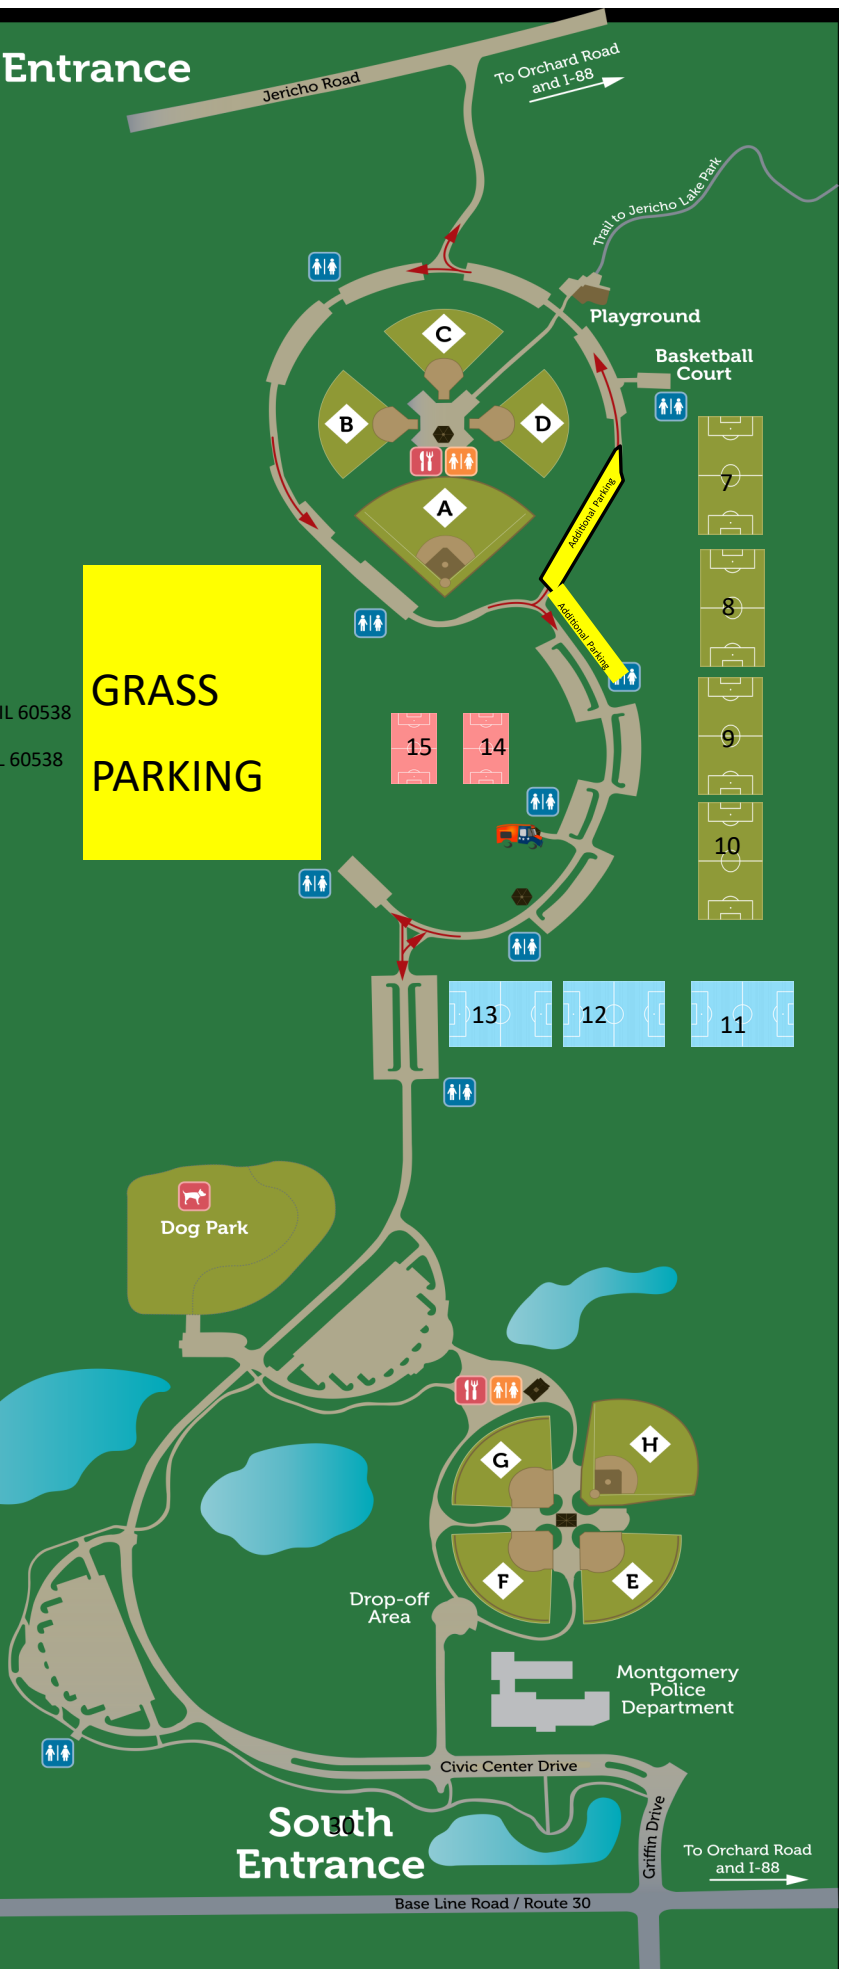 Entrance
Jericho Road
To Orchard Road
and I-88
Trail to Jericho Lake Park
Playground
Basketball
Court
C
B
D
A
Additional Parking
Additional Parking
7
8
9
10
GRASS
PARKING
IL 60538
L 60538
15
14
13
12
11
Dog Park
G
H
F
E
Drop-off
Area
Montgomery
Police
Department
Civic Center Drive
South
30
Entrance
Griffin Drive
To Orchard Road
and I-88
Base Line Road / Route 30